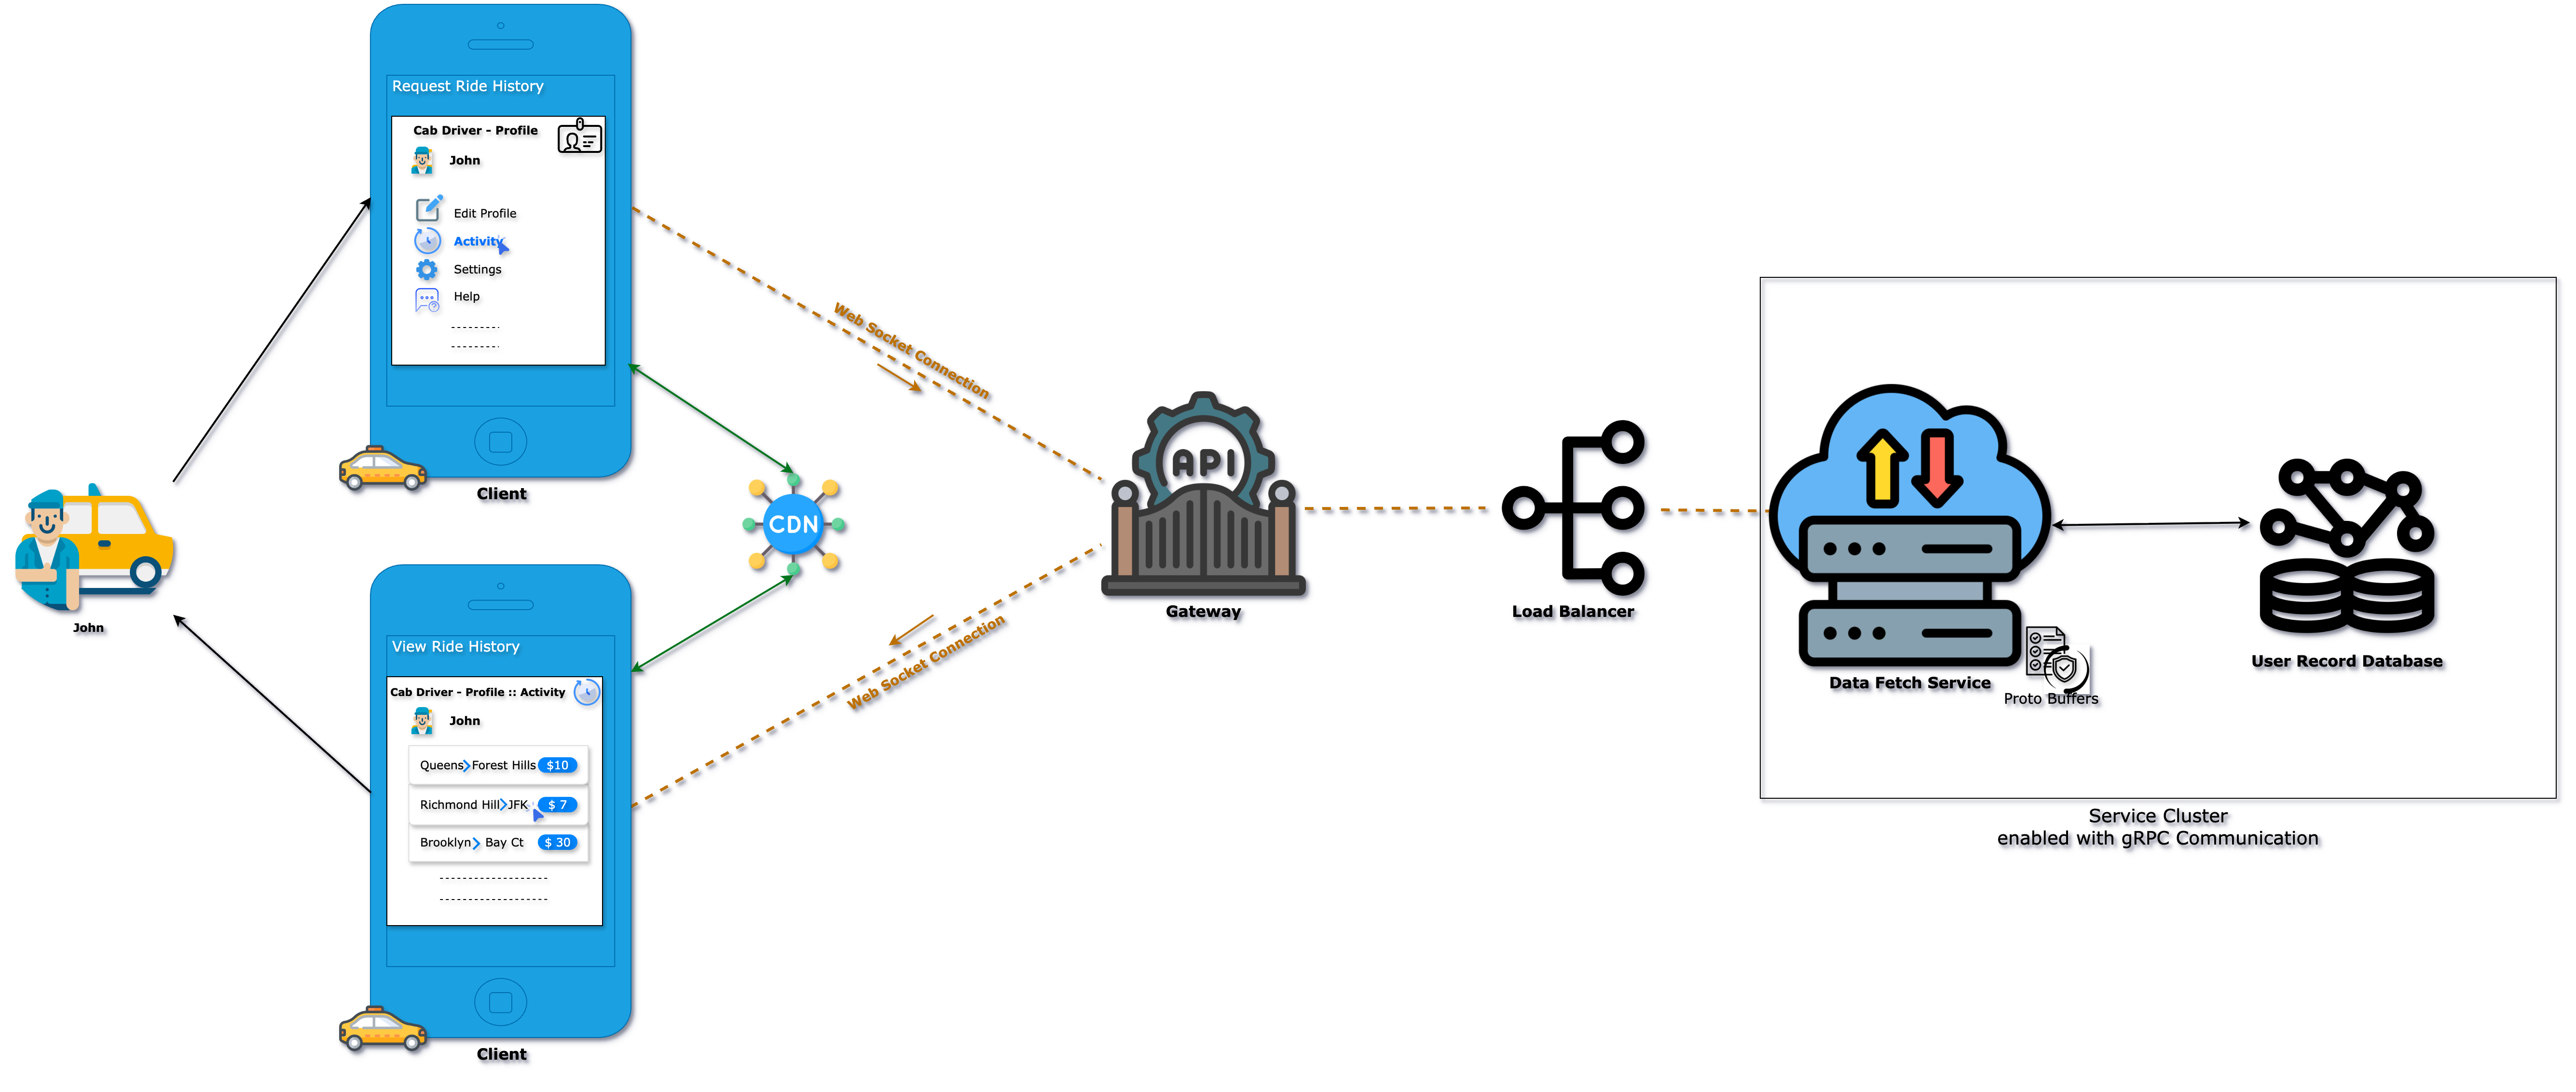 Request Ride History
Cab Driver - Profile
John
Edit Profile
Activity
Settings
Help
Client
Web Socket Connection
CDN
John
API
Gateway
Load Balancer
Data Fetch Service
Proto Buffers
User Record Database
Service Cluster
enabled with gRPC Communication
Web Socket Connection
View Ride History
Cab Driver - Profile :: Activity
John
Queens Forest Hills $10
Richmond Hill JFK $ 7
Brooklyn Bay Ct $ 30
Client